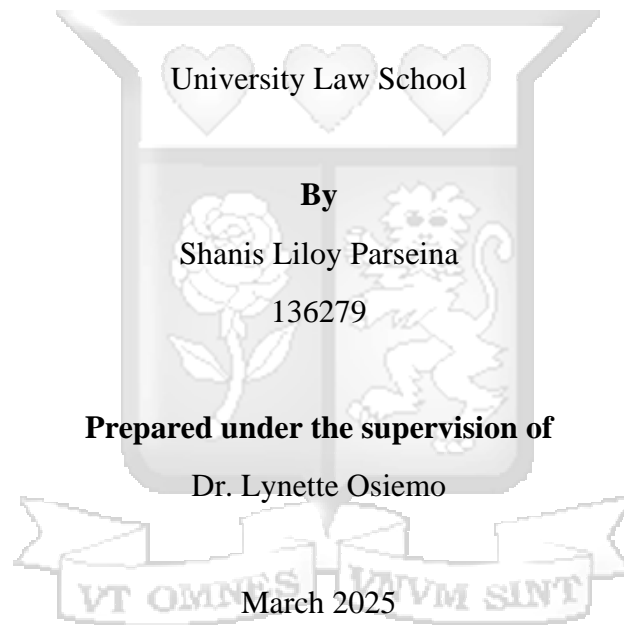 University Law School
By
Shanis Liloy Parseina
136279
Prepared under the supervision of
Dr. Lynette Osiemo
VT OMNES VNVM SINT
March 2025